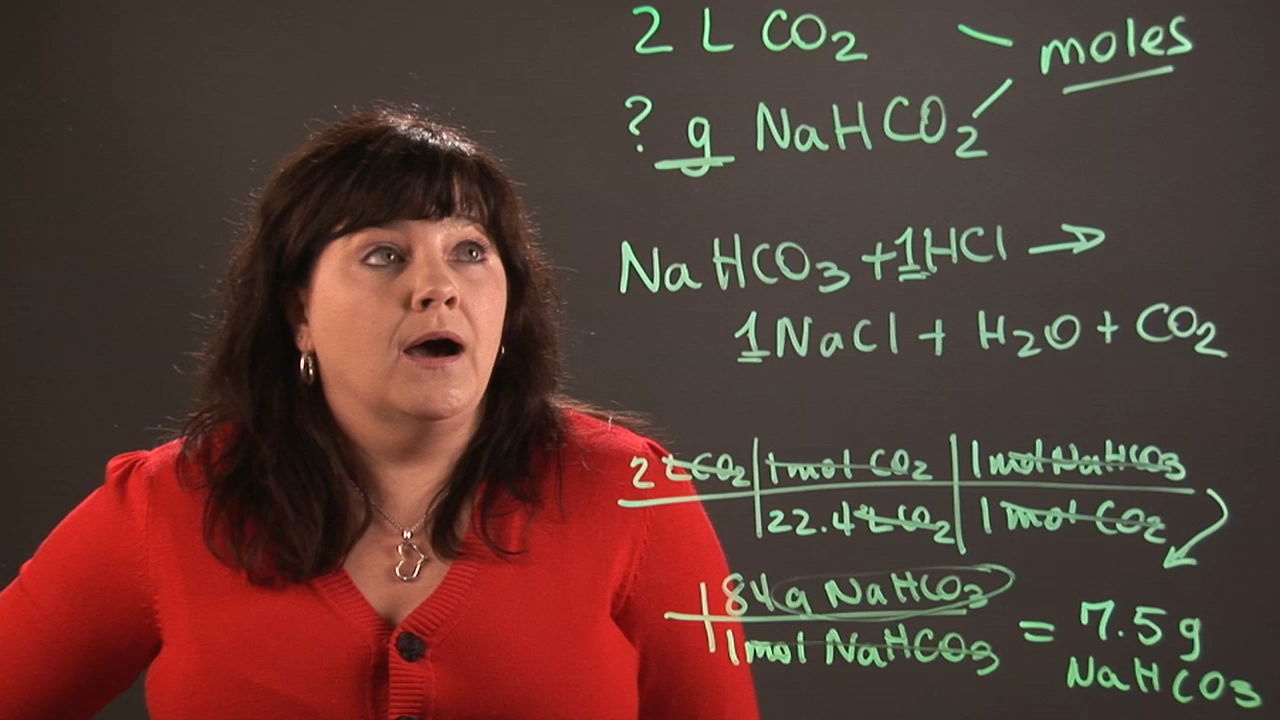 2 L CO2 moles
? g NaHCO2
NaHCO3 + 1HCl →
1NaCl + H2O + CO2
2 L CO2 | 1 mol CO2 | 1 mol NaHCO3
22.4 L CO2 | 1 mol CO2
84 g NaHCO3
1 mol NaHCO3 = 7.5 g
NaHCO3